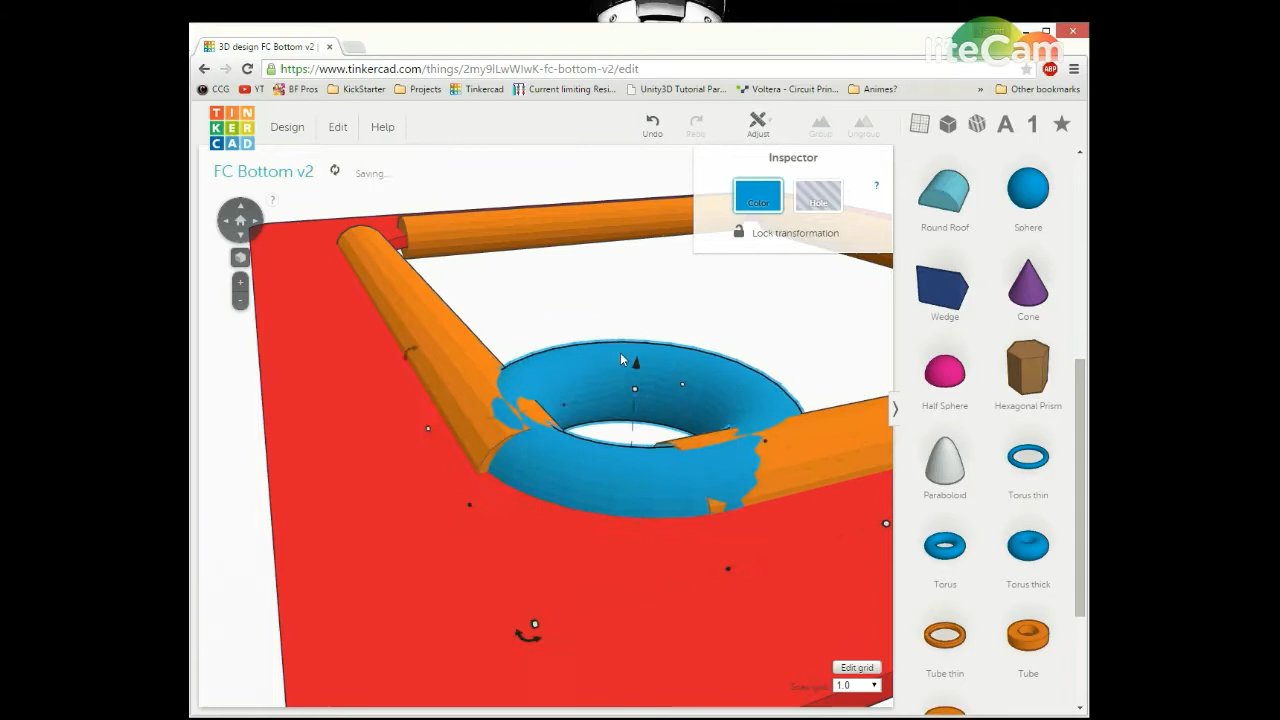 liteCam
3D design FC Bottom v2 |
https://www.tinkercad.com/things/2my9lLwWIwK-fc-bottom-v2/edit
ABP
CCG YT BF Pros KickStarter Projects Tinkercad Current limiting Resi... Unity3D Tutorial Par... Voltera - Circuit Prin... Animes? » Other bookmarks
TIN
KER
CAD
Design Edit Help Undo Redo Adjust Group Ungroup A 1
FC Bottom v2 Saving...
?
Inspector
Color Hole ?
Lock transformation
Round Roof Sphere
Wedge Cone
Half Sphere Hexagonal Prism
Paraboloid Torus thin
Torus Torus thick
Tube thin Tube
Edit grid
Snap grid 1.0